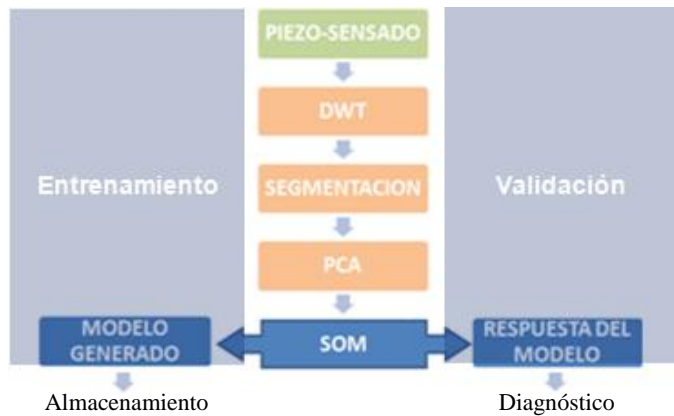 PIEZO-SENSADO
DWT
Entrenamiento
SEGMENTACION
Validación
PCA
MODELO
GENERADO
SOM
RESPUESTA DEL
MODELO
Almacenamiento
Diagnóstico